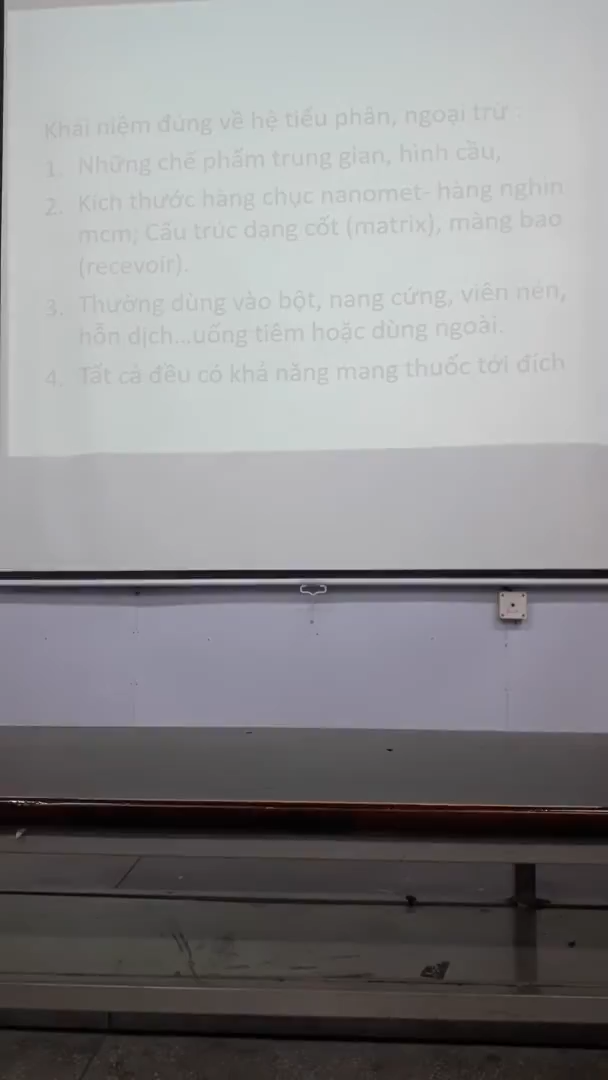 Khái niệm đúng về hệ tiểu phân, ngoại trừ :
1. Những chế phẩm trung gian, hình cầu,
2. Kích thước hàng chục nanomet- hàng nghìn
mcm; Cấu trúc dạng cốt (matrix), màng bao
(recevoir).
3. Thường dùng vào bột, nang cứng, viên nén,
hỗn dịch...uống tiêm hoặc dùng ngoài.
4. Tất cả đều có khả năng mang thuốc tới đích